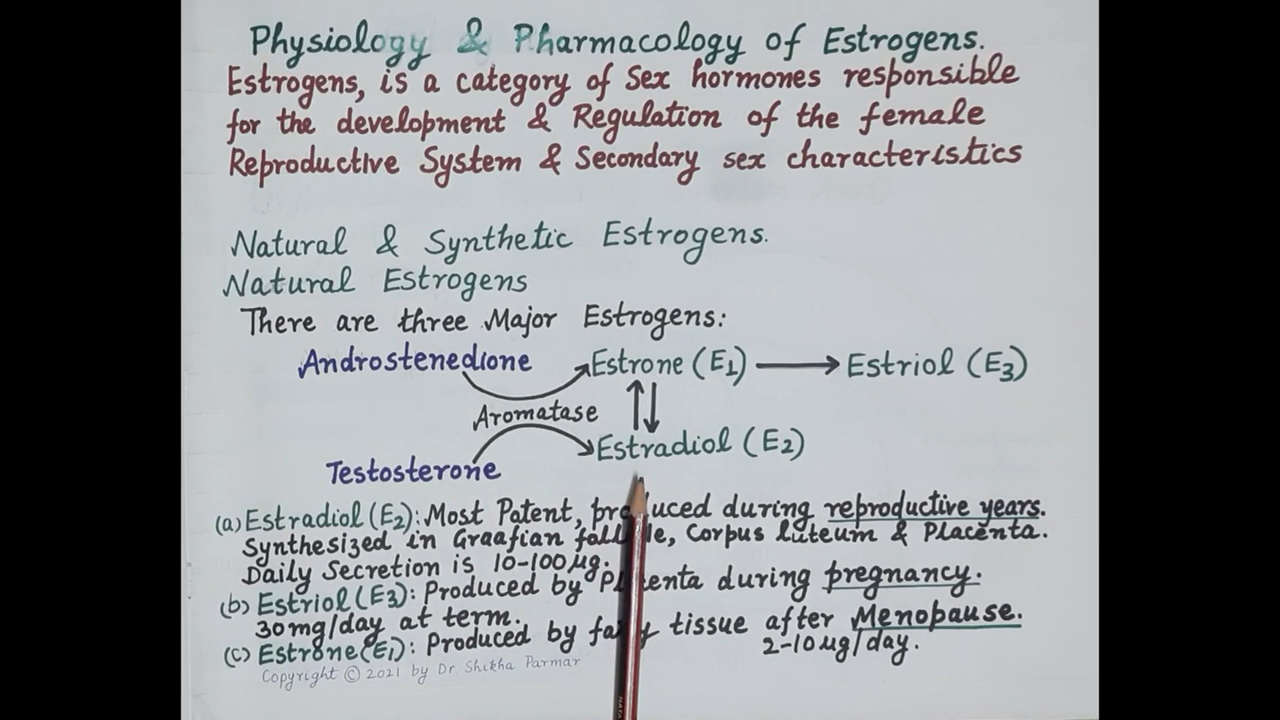 Physiology & Pharmacology of Estrogens.
Estrogens, is a category of Sex hormones responsible
for the development & Regulation of the female
Reproductive System & Secondary sex characteristics
Natural & Synthetic Estrogens.
Natural Estrogens
There are three Major Estrogens:
Androstenedione Estrone (E1) Estriol (E3)
Aromatase
Estradiol (E2)
Testosterone
(a) Estradiol (E2): Most Patent, produced during reproductive years.
Synthesized in Graafian follicle, Corpus luteum & Placenta.
Daily Secretion is 10-100 µg.
(b) Estriol (E3): Produced by Placenta during pregnancy.
30mg/day at term.
(c) Estrone (E1): Produced by fatty tissue after Menopause.
2-10 µg/day.
Copyright © 2021 by Dr. Shikha Parmar